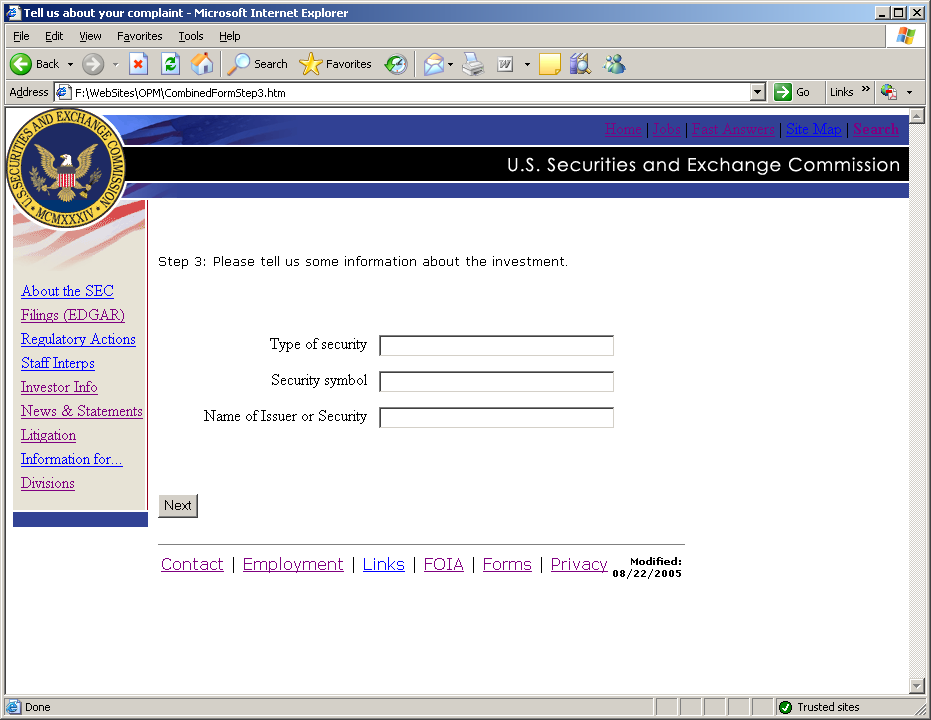 Tell us about your complaint - Microsoft Internet Explorer
File Edit View Favorites Tools Help
Back Search Favorites
Address F:\WebSites\OPM\CombinedFormStep3.htm Go Links »
Home | Jobs | Fast Answers | Site Map | Search
U.S. Securities and Exchange Commission
U.S. SECURITIES AND EXCHANGE COMMISSION
MCMXXXIV
Step 3: Please tell us some information about the investment.
About the SEC
Filings (EDGAR)
Regulatory Actions
Staff Interps
Investor Info
News & Statements
Litigation
Information for...
Divisions
Type of security
Security symbol
Name of Issuer or Security
Next
Contact | Employment | Links | FOIA | Forms | Privacy
Modified:
08/22/2005
Done Trusted sites